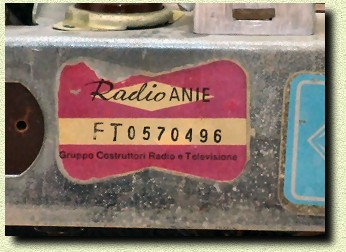 Radio ANIE
FT0570496
Gruppo Costruttori Radio e Televisione